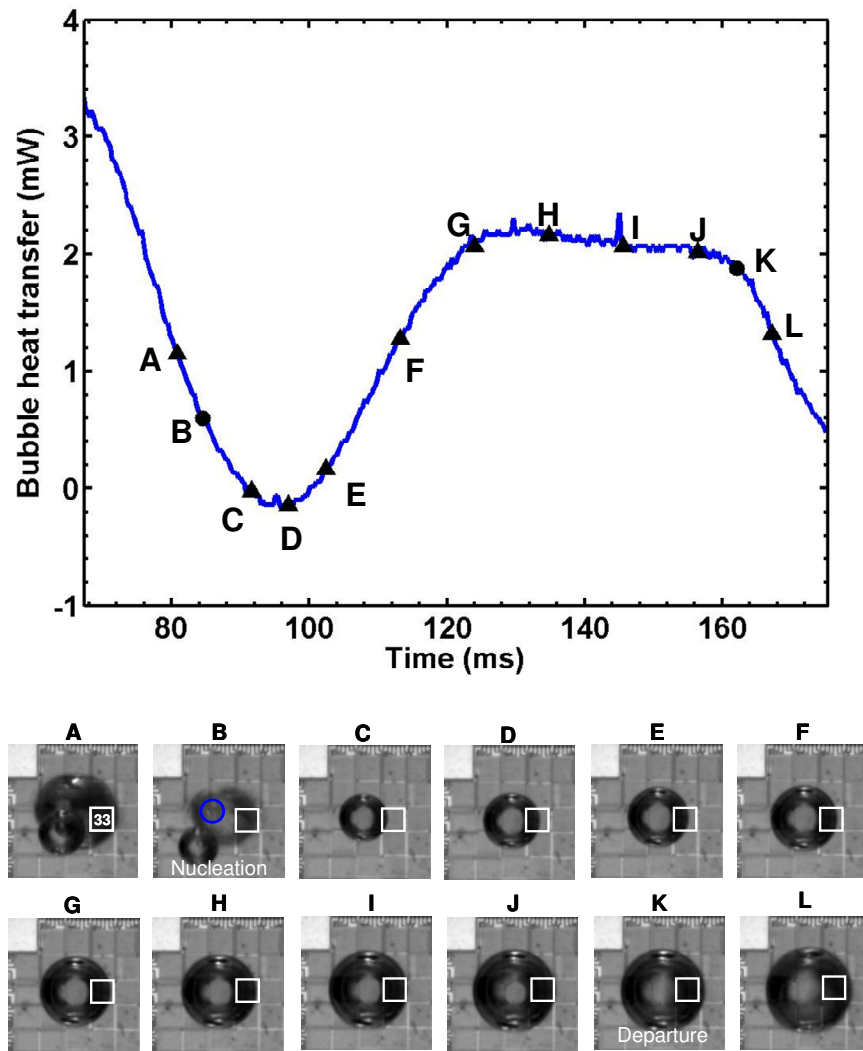 4
3
2
1
0
-1
Bubble heat transfer (mW)
A
B
C
D
E
F
G
H
I
J
K
L
80 100 120 140 160
Time (ms)
A B C D E F
33
Nucleation
G H I J K L
Departure